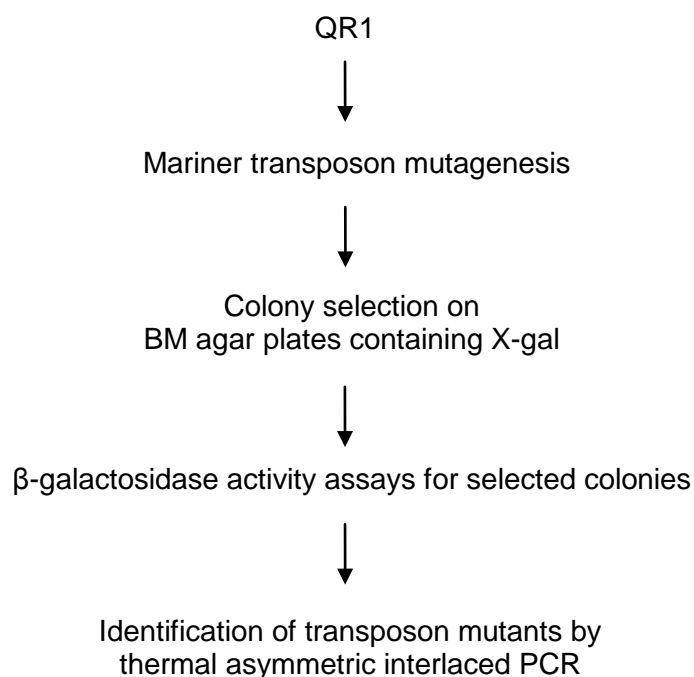 QR1
Mariner transposon mutagenesis
Colony selection on
BM agar plates containing X-gal
β-galactosidase activity assays for selected colonies
Identification of transposon mutants by
thermal asymmetric interlaced PCR